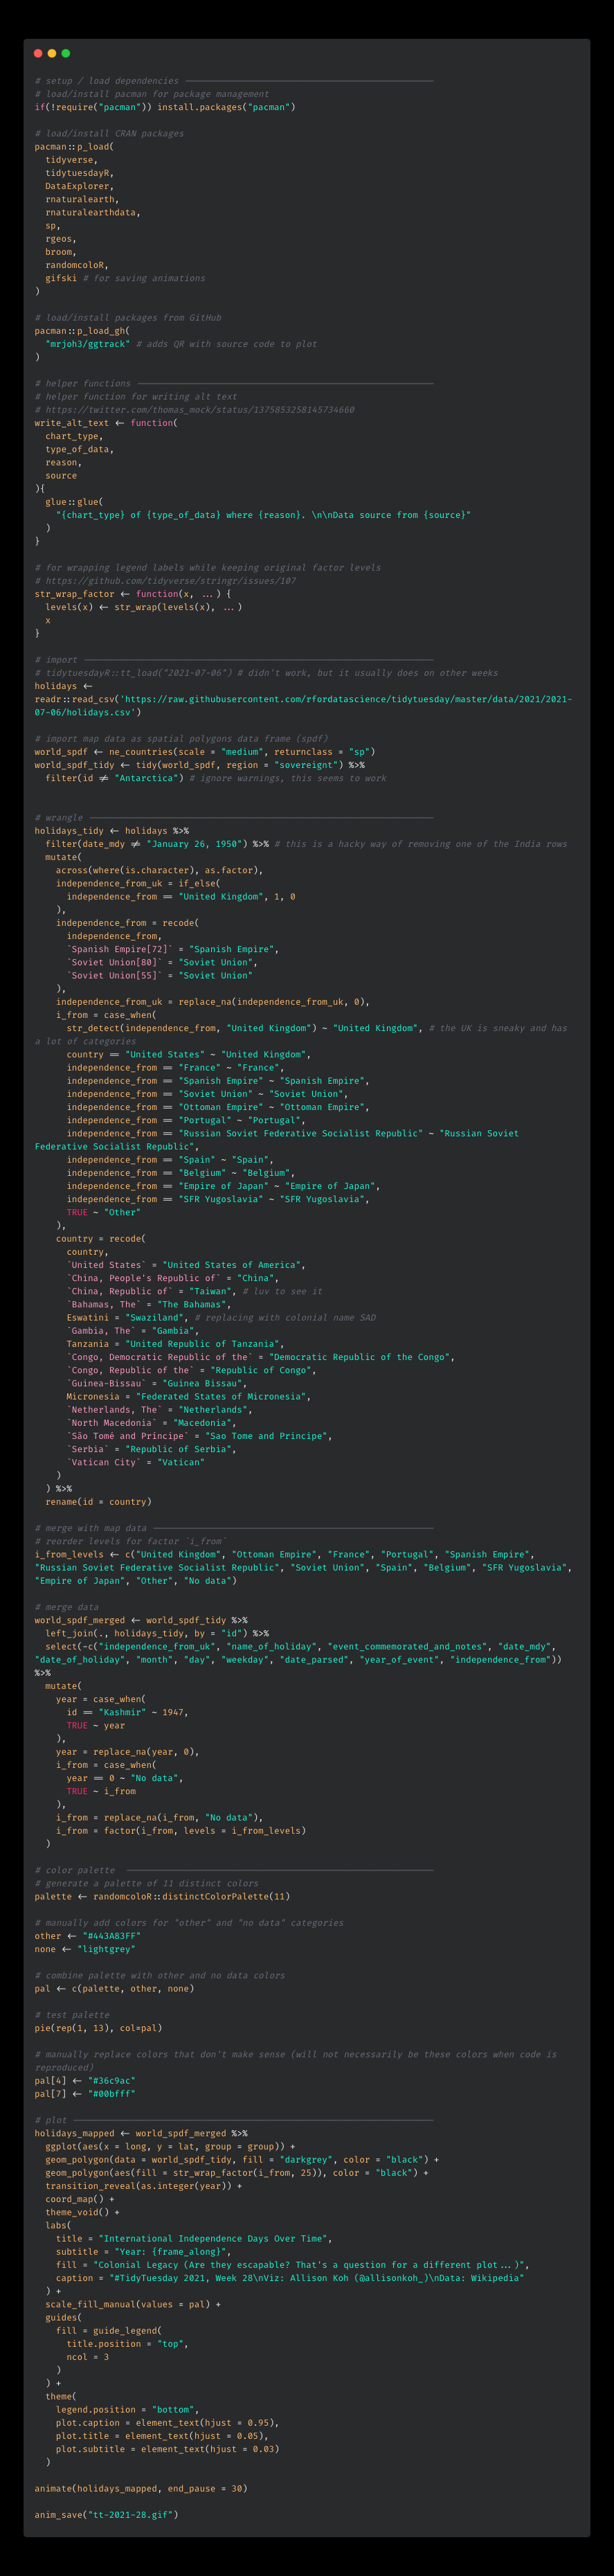 # setup / load dependencies -----------------------------------------------
# load/install pacman for package management
if(!require("pacman")) install.packages("pacman")

# load/install CRAN packages
pacman::p_load(
  tidyverse,
  tidytuesdayR,
  DataExplorer,
  rnaturalearth,
  rnaturalearthdata,
  sp,
  rgeos,
  broom,
  randomcoloR,
  gifski # for saving animations
)

# load/install packages from GitHub
pacman::p_load_gh(
  "mrjoh3/ggtrack" # adds QR with source code to plot
)

# helper functions --------------------------------------------------------
# helper function for writing alt text
# https://twitter.com/thomas_mock/status/1375853258145734660
write_alt_text <- function(
  chart_type,
  type_of_data,
  reason,
  source
){
  glue::glue(
    "{chart_type} of {type_of_data} where {reason}. \n\nData source from {source}"
  )
}

# for wrapping legend labels while keeping original factor levels
# https://github.com/tidyverse/stringr/issues/107
str_wrap_factor <- function(x, ...) {
  levels(x) <- str_wrap(levels(x), ...)
  x
}

# import ------------------------------------------------------------------
# tidytuesdayR::tt_load("2021-07-06") # didn't work, but it usually does on other weeks
holidays <-
readr::read_csv('https://raw.githubusercontent.com/rfordatascience/tidytuesday/master/data/2021/2021-
07-06/holidays.csv')

# import map data as spatial polygons data frame (spdf)
world_spdf <- ne_countries(scale = "medium", returnclass = "sp")
world_spdf_tidy <- tidy(world_spdf, region = "sovereignt") %>%
  filter(id != "Antarctica") # ignore warnings, this seems to work


# wrangle -----------------------------------------------------------------
holidays_tidy <- holidays %>%
  filter(date_mdy != "January 26, 1950") %>% # this is a hacky way of removing one of the India rows
  mutate(
    across(where(is.character), as.factor),
    independence_from_uk = if_else(
      independence_from == "United Kingdom", 1, 0
    ),
    independence_from = recode(
      independence_from,
      `Spanish Empire[72]` = "Spanish Empire",
      `Soviet Union[80]` = "Soviet Union",
      `Soviet Union[55]` = "Soviet Union"
    ),
    independence_from_uk = replace_na(independence_from_uk, 0),
    i_from = case_when(
      str_detect(independence_from, "United Kingdom") ~ "United Kingdom", # the UK is sneaky and has
a lot of categories
      country == "United States" ~ "United Kingdom",
      independence_from == "France" ~ "France",
      independence_from == "Spanish Empire" ~ "Spanish Empire",
      independence_from == "Soviet Union" ~ "Soviet Union",
      independence_from == "Ottoman Empire" ~ "Ottoman Empire",
      independence_from == "Portugal" ~ "Portugal",
      independence_from == "Russian Soviet Federative Socialist Republic" ~ "Russian Soviet
Federative Socialist Republic",
      independence_from == "Spain" ~ "Spain",
      independence_from == "Belgium" ~ "Belgium",
      independence_from == "Empire of Japan" ~ "Empire of Japan",
      independence_from == "SFR Yugoslavia" ~ "SFR Yugoslavia",
      TRUE ~ "Other"
    ),
    country = recode(
      country,
      `United States` = "United States of America",
      `China, People's Republic of` = "China",
      `China, Republic of` = "Taiwan", # luv to see it
      `Bahamas, The` = "The Bahamas",
      Eswatini = "Swaziland", # replacing with colonial name SAD
      `Gambia, The` = "Gambia",
      Tanzania = "United Republic of Tanzania",
      `Congo, Democratic Republic of the` = "Democratic Republic of the Congo",
      `Congo, Republic of the` = "Republic of Congo",
      `Guinea-Bissau` = "Guinea Bissau",
      Micronesia = "Federated States of Micronesia",
      `Netherlands, The` = "Netherlands",
      `North Macedonia` = "Macedonia",
      `São Tomé and Príncipe` = "Sao Tome and Principe",
      `Serbia` = "Republic of Serbia",
      `Vatican City` = "Vatican"
    )
  ) %>%
  rename(id = country)

# merge with map data -----------------------------------------------------
# reorder levels for factor `i_from`
i_from_levels <- c("United Kingdom", "Ottoman Empire", "France", "Portugal", "Spanish Empire",
"Russian Soviet Federative Socialist Republic", "Soviet Union", "Spain", "Belgium", "SFR Yugoslavia",
"Empire of Japan", "Other", "No data")

# merge data
world_spdf_merged <- world_spdf_tidy %>%
  left_join(., holidays_tidy, by = "id") %>%
  select(-c("independence_from_uk", "name_of_holiday", "event_commemorated_and_notes", "date_mdy",
"date_of_holiday", "month", "day", "weekday", "date_parsed", "year_of_event", "independence_from"))
%>%
  mutate(
    year = case_when(
      id == "Kashmir" ~ 1947,
      TRUE ~ year
    ),
    year = replace_na(year, 0),
    i_from = case_when(
      year == 0 ~ "No data",
      TRUE ~ i_from
    ),
    i_from = replace_na(i_from, "No data"),
    i_from = factor(i_from, levels = i_from_levels)
  )

# color palette  ----------------------------------------------------------
# generate a palette of 11 distinct colors
palette <- randomcoloR::distinctColorPalette(11)

# manually add colors for "other" and "no data" categories
other <- "#443A83FF"
none <- "lightgrey"

# combine palette with other and no data colors
pal <- c(palette, other, none)

# test palette
pie(rep(1, 13), col=pal)

# manually replace colors that don't make sense (will not necessarily be these colors when code is
reproduced)
pal[4] <- "#36c9ac"
pal[7] <- "#00bfff"

# plot --------------------------------------------------------------------
holidays_mapped <- world_spdf_merged %>%
  ggplot(aes(x = long, y = lat, group = group)) +
  geom_polygon(data = world_spdf_tidy, fill = "darkgrey", color = "black") +
  geom_polygon(aes(fill = str_wrap_factor(i_from, 25)), color = "black") +
  transition_reveal(as.integer(year)) +
  coord_map() +
  theme_void() +
  labs(
    title = "International Independence Days Over Time",
    subtitle = "Year: {frame_along}",
    fill = "Colonial Legacy (Are they escapable? That's a question for a different plot...)",
    caption = "#TidyTuesday 2021, Week 28\nViz: Allison Koh (@allisonkoh_)\nData: Wikipedia"
  ) +
  scale_fill_manual(values = pal) +
  guides(
    fill = guide_legend(
      title.position = "top",
      ncol = 3
    )
  ) +
  theme(
    legend.position = "bottom",
    plot.caption = element_text(hjust = 0.95),
    plot.title = element_text(hjust = 0.05),
    plot.subtitle = element_text(hjust = 0.03)
  )

animate(holidays_mapped, end_pause = 30)

anim_save("tt-2021-28.gif")